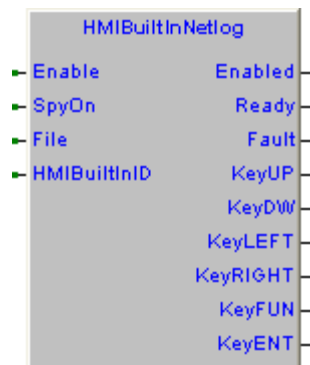 HMIBuiltInNetlog
Enable Enabled
SpyOn Ready
File Fault
HMIBuiltInID KeyUP
KeyDW
KeyLEFT
KeyRIGHT
KeyFUN
KeyENT